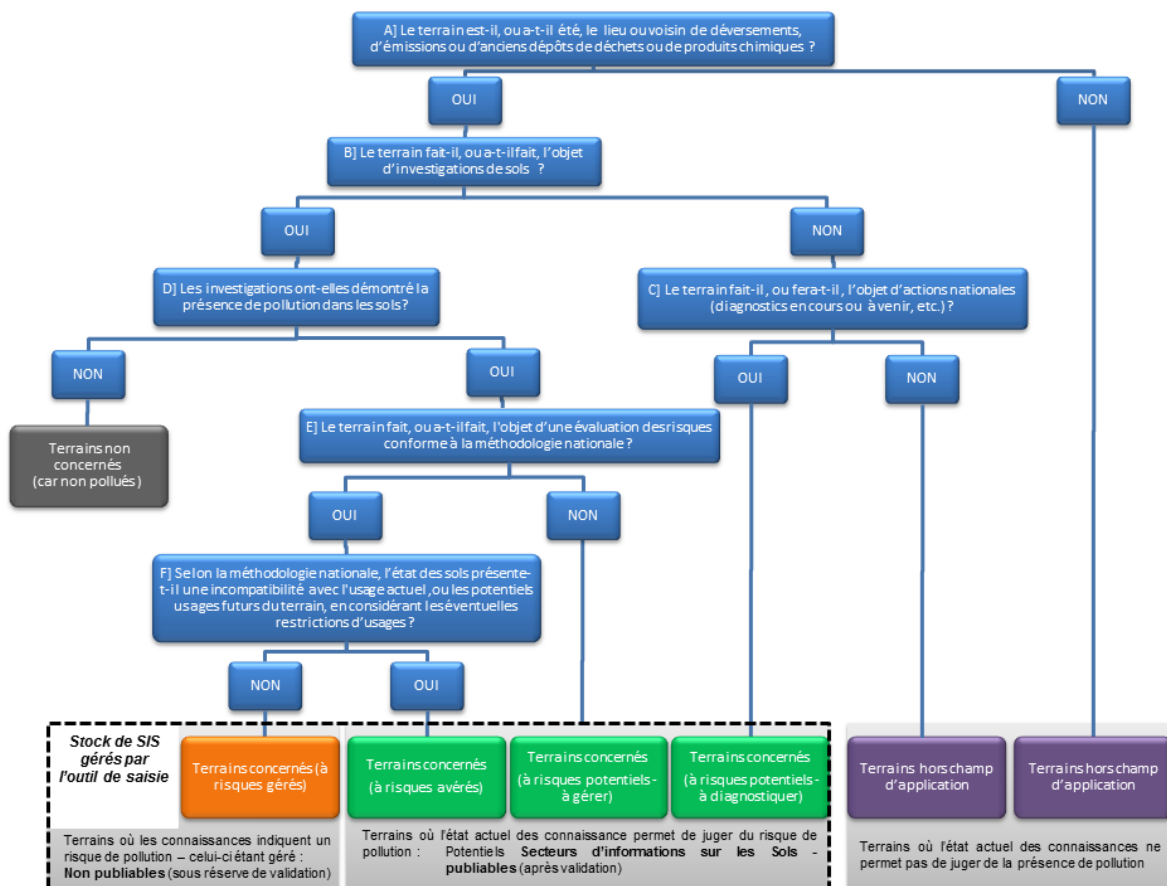 A] Le terrain est-il, ou a-t-il été, le lieu ou voisin de déversements,
d'émissions ou d'anciens dépôts de déchets ou de produits chimiques ?
OUI
NON
B] Le terrain fait-il, ou a-t-il fait, l'objet
d'investigations de sols ?
OUI
NON
D] Les investigations ont-elles démontré la
présence de pollution dans les sols?
C] Le terrain fait-il, ou fera-t-il, l'objet d'actions nationales
(diagnostics en cours ou à venir, etc.) ?
NON
OUI
OUI
NON
Terrains non
concernés
(car non pollués)
E] Le terrain fait, ou a-t-il fait, l'objet d'une évaluation des risques
conforme à la méthodologie nationale ?
OUI
NON
F] Selon la méthodologie nationale, l'état des sols présente-
t-il une incompatibilité avec l'usage actuel ,ou les potentiels
usages futurs du terrain, en considérant les éventuelles
restrictions d'usages ?
NON
OUI
Stock de SIS
gérés par
l'outil de saisie
Terrains concernés (à
risques gérés)
Terrains concernés
(à risques avérés)
Terrains concernés
(à risques potentiels -
à gérer)
Terrains concernés
(à risques potentiels -
à diagnostiquer)
Terrains hors champ
d'application
Terrains hors champ
d'application
Terrains où les connaissances indiquent un
risque de pollution – celui-ci étant géré :
Non publiables (sous réserve de validation)
Terrains où l'état actuel des connaissance permet de juger du risque de
pollution : Potentiels Secteurs d'informations sur les Sols -
publiables (après validation)
Terrains où l'état actuel des connaissances ne
permet pas de juger de la présence de pollution